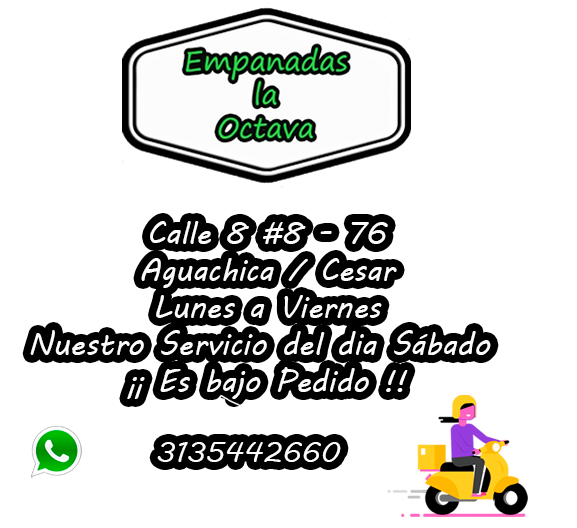 Empanadas
la
Octava
Calle 8 #8 - 76
Aguachica / Cesar
Lunes a Viernes
Nuestro Servicio del dia Sábado
¡¡ Es bajo Pedido !!
3135442660